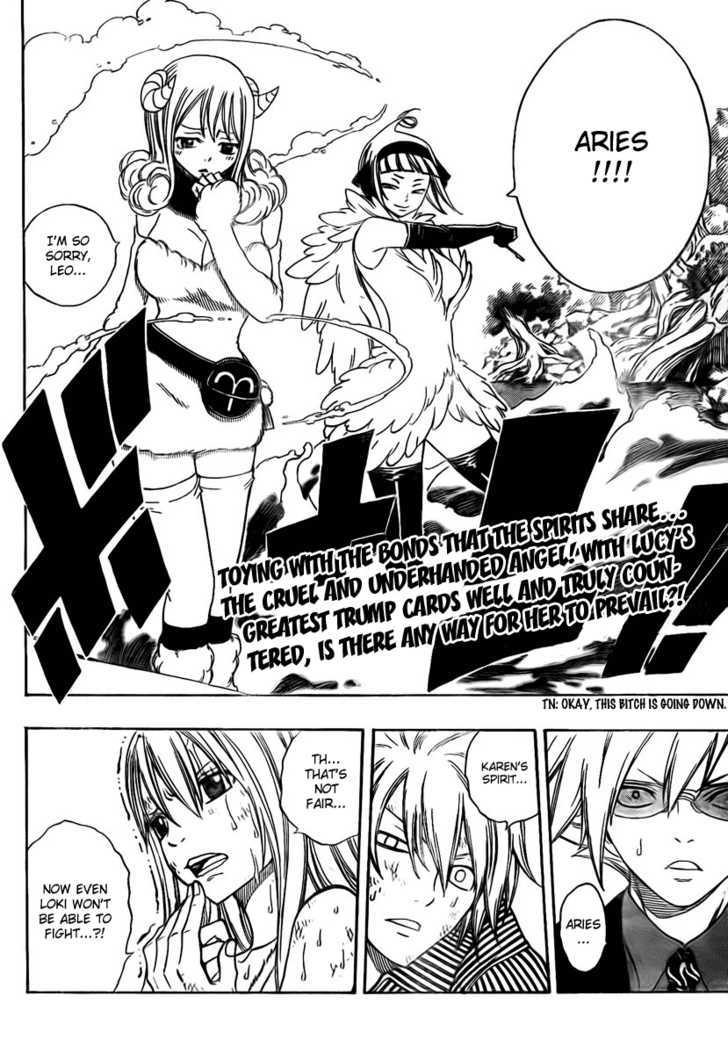 ARIES
!!!!
I'M SO
SORRY,
LEO...
TOYING WITH THE BONDS THAT THE SPIRITS SHARE...
THE CRUEL AND UNDERHANDED ANGEL! WITH LUCY'S
GREATEST TRUMP CARDS WELL AND TRULY COUN-
TERED, IS THERE ANY WAY FOR HER TO PREVAIL?!
TN: OKAY, THIS BITCH IS GOING DOWN.
TH...
THAT'S
NOT
FAIR...
NOW EVEN
LOKI WON'T
BE ABLE TO
FIGHT...?!
KAREN'S
SPIRIT...
ARIES
...